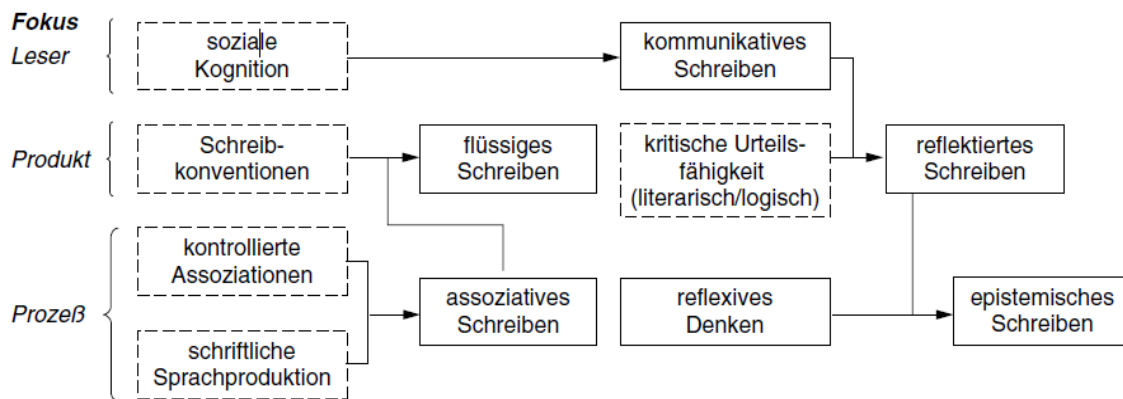 Fokus
Leser
soziale
Kognition
kommunikatives
Schreiben
Produkt
Schreib-
konventionen
flüssiges
Schreiben
kritische Urteils-
fähigkeit
(literarisch/logisch)
reflektiertes
Schreiben
Prozeß
kontrollierte
Assoziationen
schriftliche
Sprachproduktion
assoziatives
Schreiben
reflexives
Denken
epistemisches
Schreiben